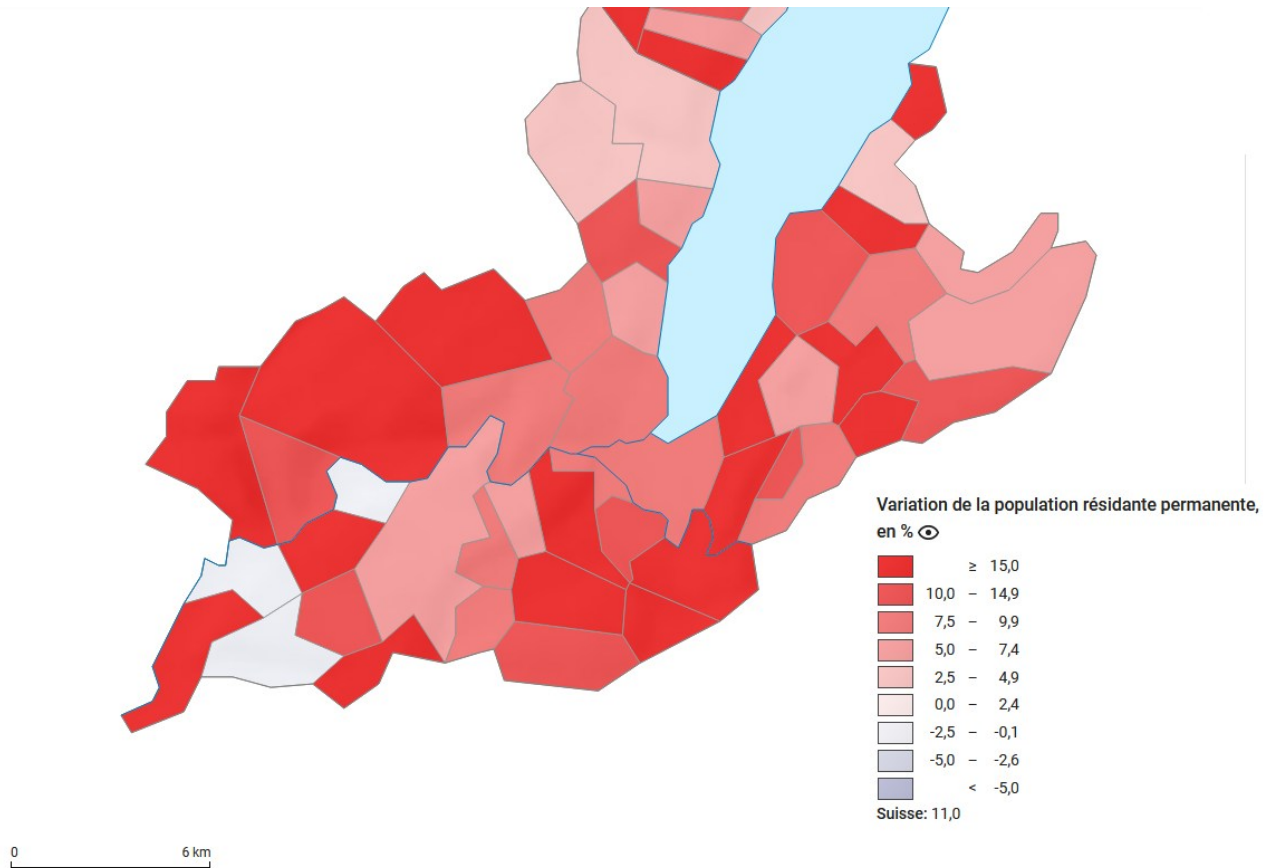 Variation de la population résidante permanente,
en %
≥ 15,0
10,0 – 14,9
7,5 – 9,9
5,0 – 7,4
2,5 – 4,9
0,0 – 2,4
-2,5 – -0,1
-5,0 – -2,6
< -5,0
Suisse: 11,0
0 6 km